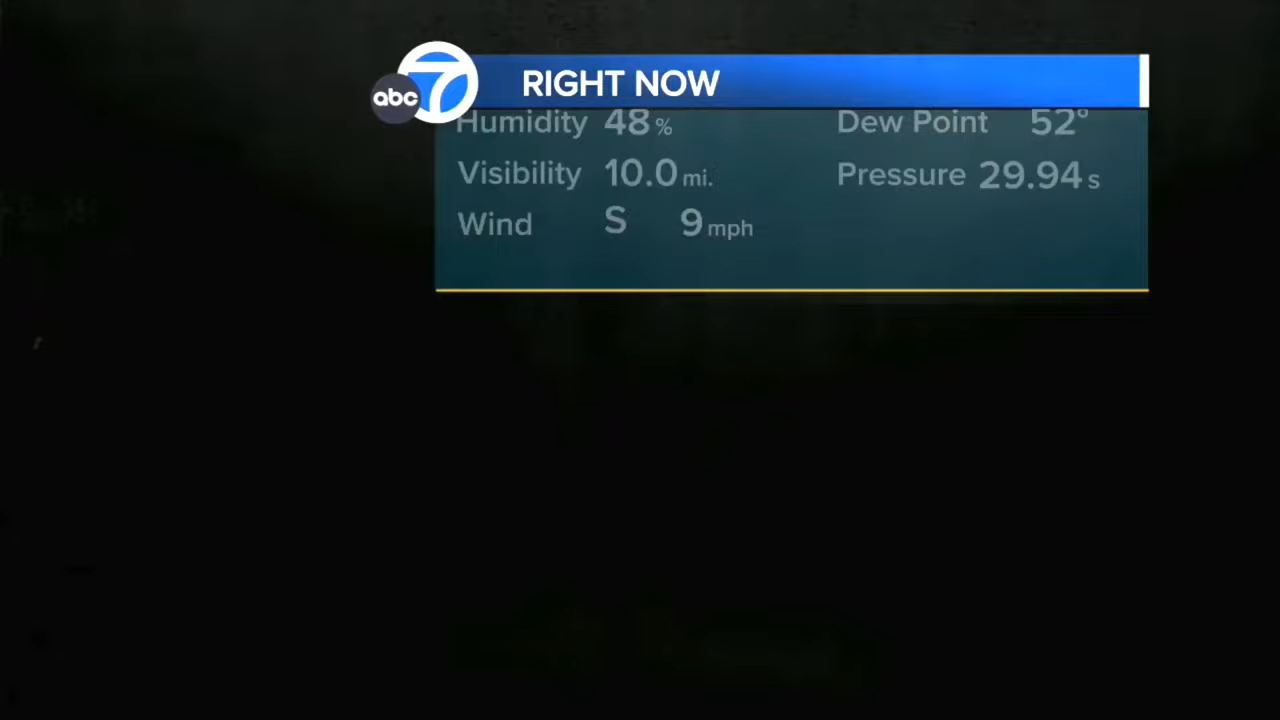 abc 7 RIGHT NOW
Humidity 48 % Dew Point 52°
Visibility 10.0 mi. Pressure 29.94 s
Wind S 9 mph